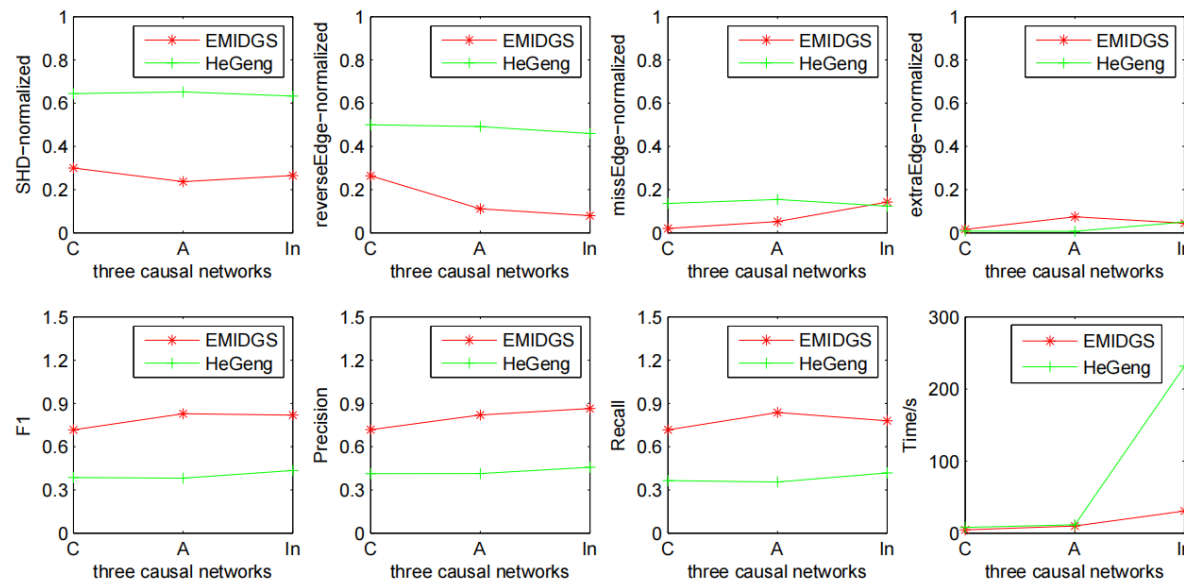 SHD−normalized
1
0.8
0.6
0.4
0.2
0
EMIDGS
HeGeng
C A In
three causal networks
reverseEdge−normalized
1
0.8
0.6
0.4
0.2
0
EMIDGS
HeGeng
C A In
three causal networks
missEdge−normalized
1
0.8
0.6
0.4
0.2
0
EMIDGS
HeGeng
C A In
three causal networks
extraEdge−normalized
1
0.8
0.6
0.4
0.2
0
EMIDGS
HeGeng
C A In
three causal networks
F1
1.5
1.2
0.9
0.6
0.3
0
EMIDGS
HeGeng
C A In
three causal networks
Precision
1.5
1.2
0.9
0.6
0.3
0
EMIDGS
HeGeng
C A In
three causal networks
Recall
1.5
1.2
0.9
0.6
0.3
0
EMIDGS
HeGeng
C A In
three causal networks
Time/s
300
200
100
0
EMIDGS
HeGeng
C A In
three causal networks